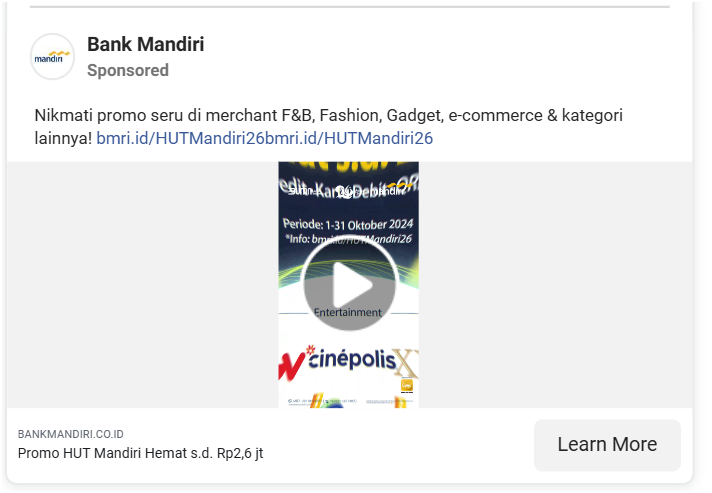 mandiri
Bank Mandiri
Sponsored
Nikmati promo seru di merchant F&B, Fashion, Gadget, e-commerce & kategori
lainnya! bmri.id/HUTMandiri26bmri.id/HUTMandiri26
Periode: 1-31 Oktober 2024
*Info: bmri.id/HUTMandiri26
Entertainment
cinépolis
BANKMANDIRI.CO.ID
Promo HUT Mandiri Hemat s.d. Rp2,6 jt
Learn More